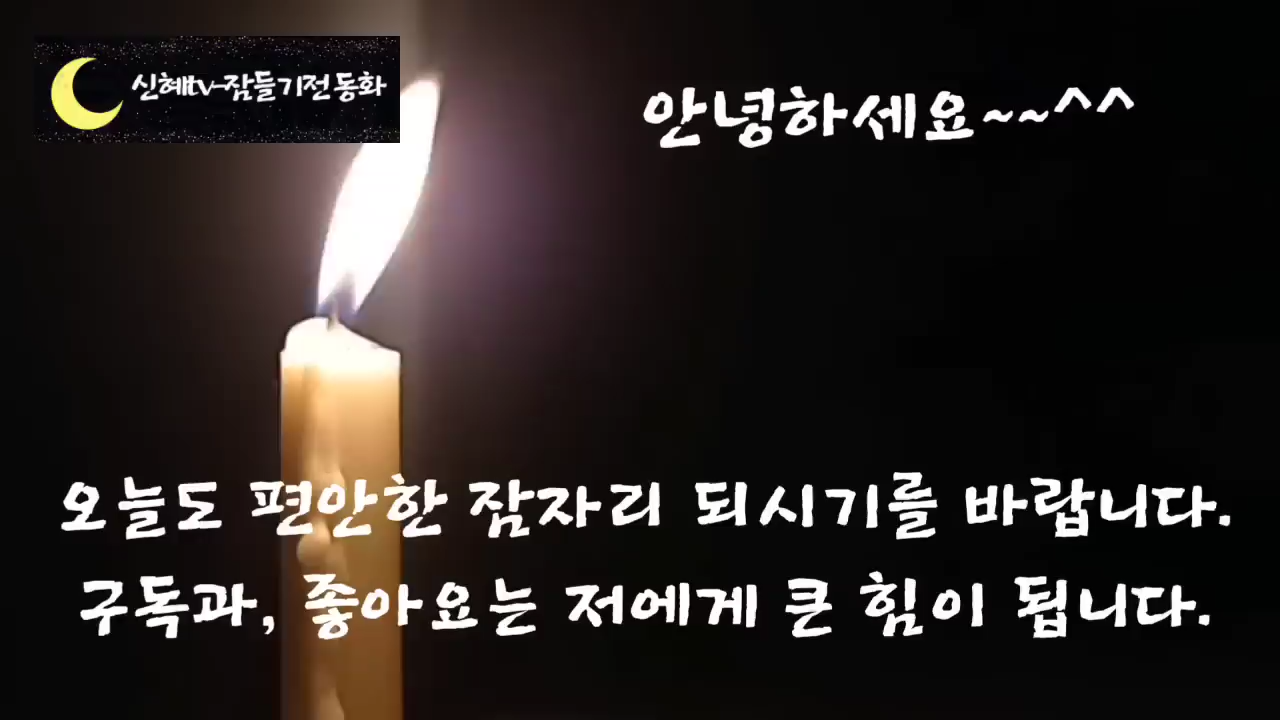 신혜tv-잠들기전동화
안녕하세요~~^^
오늘도 편안한 잠자리 되시기를 바랍니다.
구독과, 좋아요는 저에게 큰 힘이 됩니다.